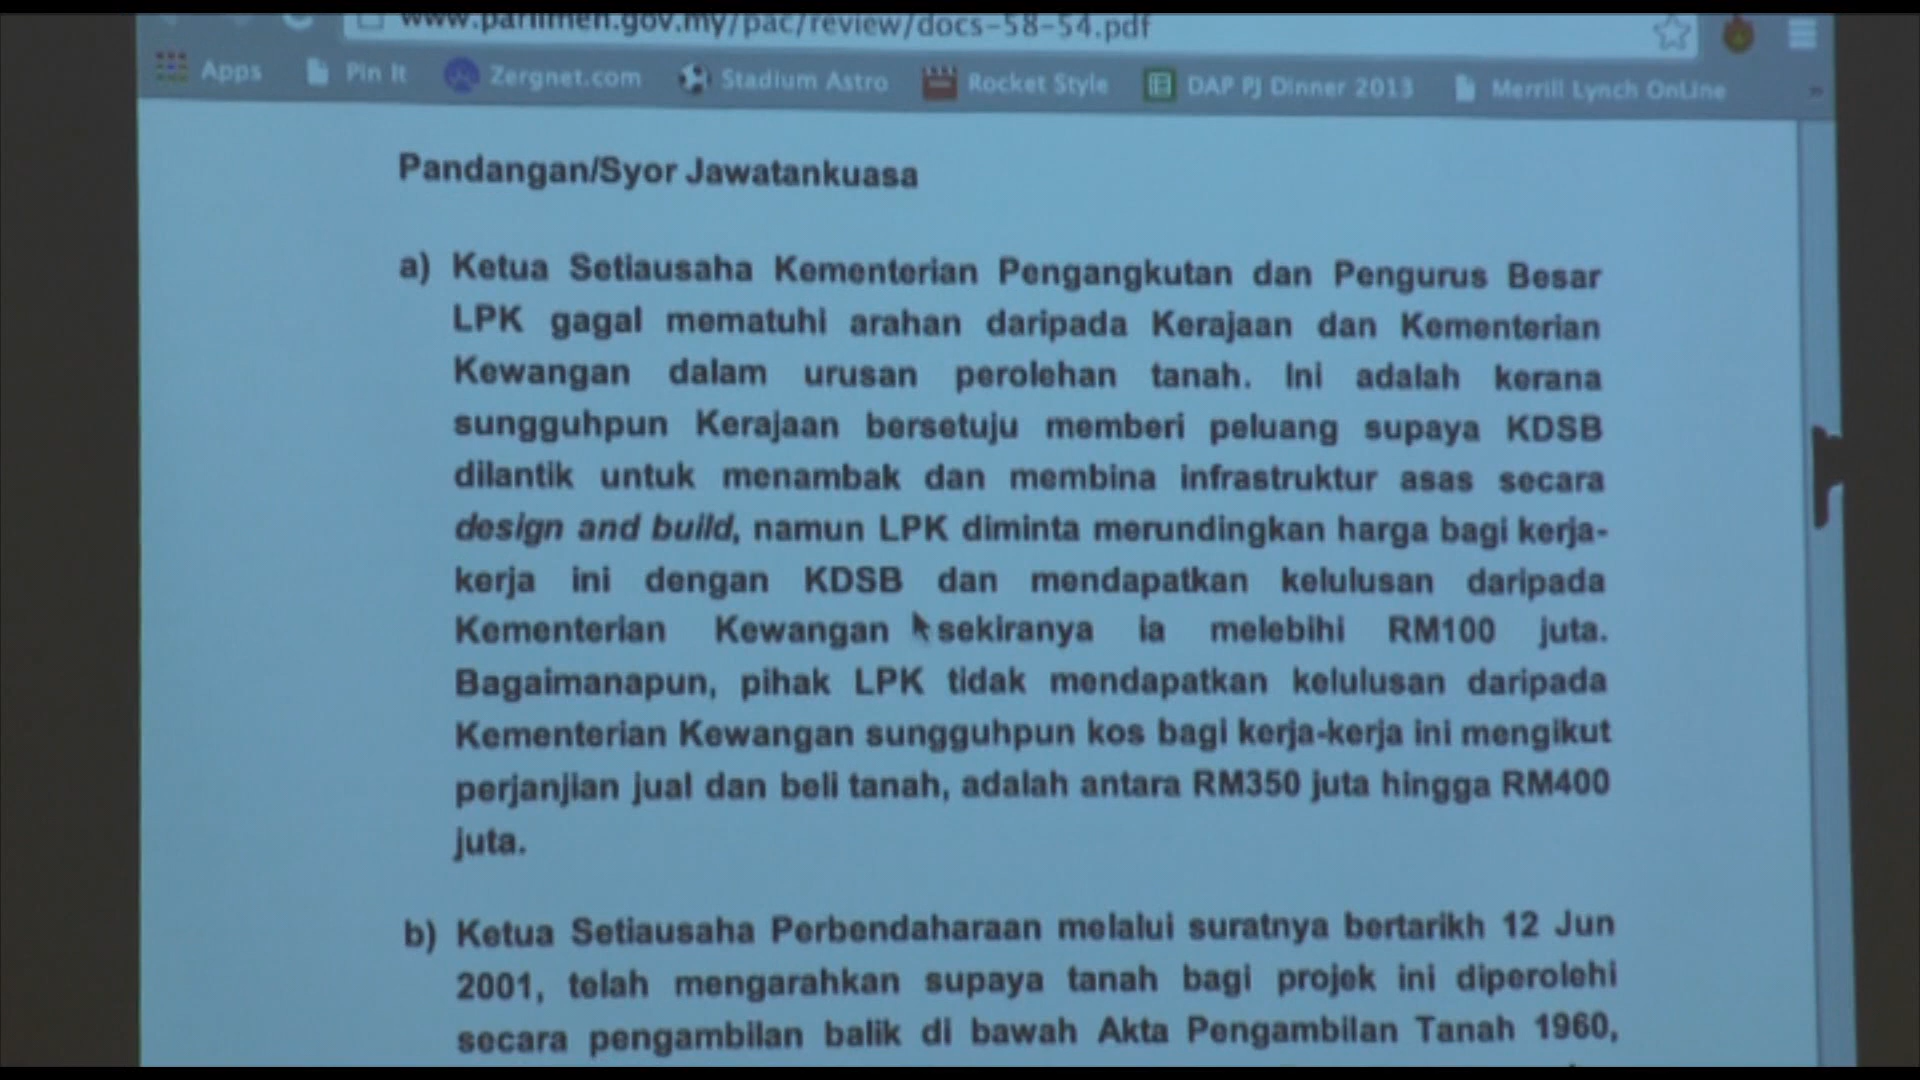 www.parlimen.gov.my/pac/review/docs-58-54.pdf
Apps Pin It Zergnet.com Stadium Astro Rocket Style DAP PJ Dinner 2013 Merrill Lynch OnLine »
Pandangan/Syor Jawatankuasa
a) Ketua Setiausaha Kementerian Pengangkutan dan Pengurus Besar
LPK gagal mematuhi arahan daripada Kerajaan dan Kementerian
Kewangan dalam urusan perolehan tanah. Ini adalah kerana
sungguhpun Kerajaan bersetuju memberi peluang supaya KDSB
dilantik untuk menambak dan membina infrastruktur asas secara
design and build, namun LPK diminta merundingkan harga bagi kerja-
kerja ini dengan KDSB dan mendapatkan kelulusan daripada
Kementerian Kewangan sekiranya ia melebihi RM100 juta.
Bagaimanapun, pihak LPK tidak mendapatkan kelulusan daripada
Kementerian Kewangan sungguhpun kos bagi kerja-kerja ini mengikut
perjanjian jual dan beli tanah, adalah antara RM350 juta hingga RM400
juta.
b) Ketua Setiausaha Perbendaharaan melalui suratnya bertarikh 12 Jun
2001, telah mengarahkan supaya tanah bagi projek ini diperolehi
secara pengambilan balik di bawah Akta Pengambilan Tanah 1960,